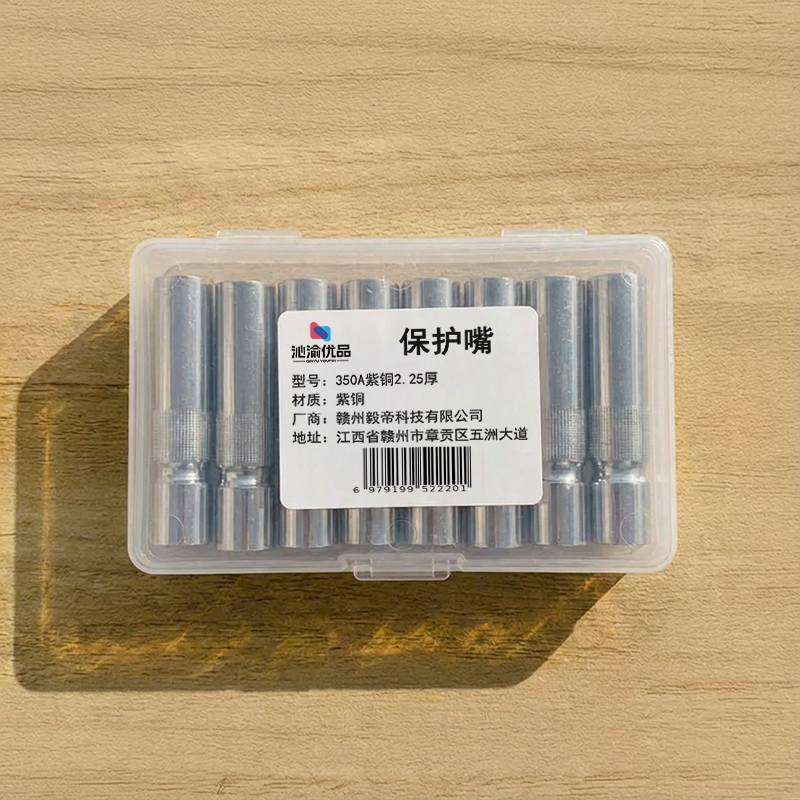 沁渝优品
QINYU YOUPIN
保护嘴
型号：350A紫铜2.25厚
材质：紫铜
厂商：赣州毅帝科技有限公司
地址：江西省赣州市章贡区五洲大道
6 979199 522201